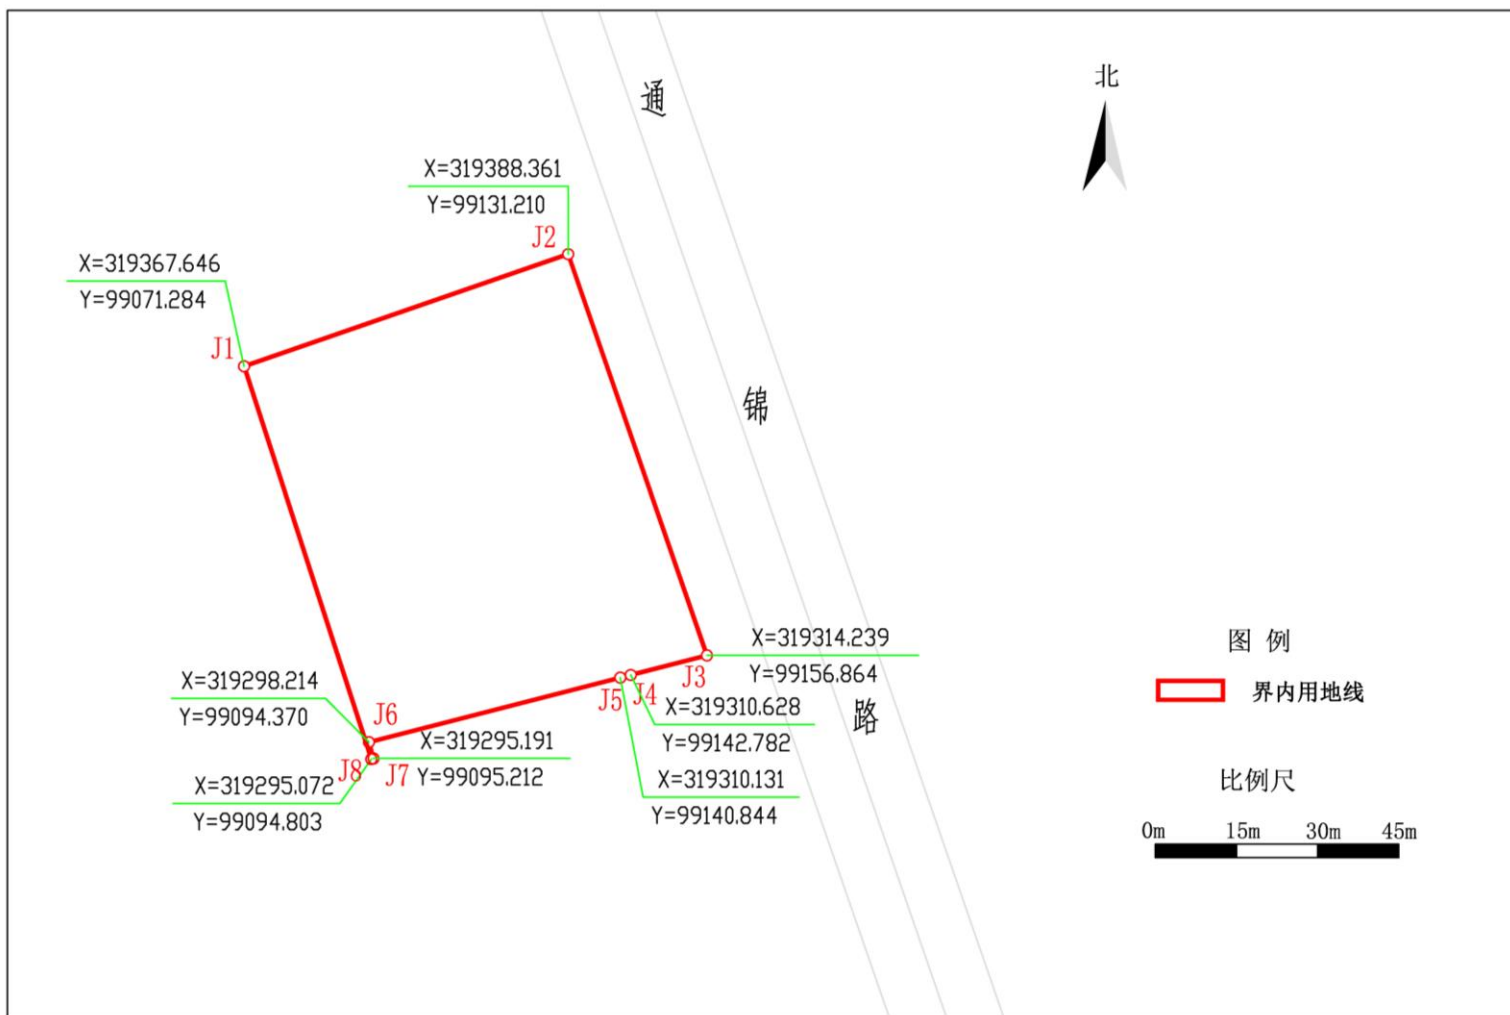 通
北
X=319388.361
Y=99131.210
J2
X=319367.646
Y=99071.284
J1
锦
图 例
界内用地线
X=319314.239
Y=99156.864
J3
X=319298.214
Y=99094.370
J6
J5
J4
X=319310.628
Y=99142.782
路
X=319295.191
Y=99095.212
J8
J7
X=319295.072
Y=99094.803
X=319310.131
Y=99140.844
比例尺
0m 15m 30m 45m